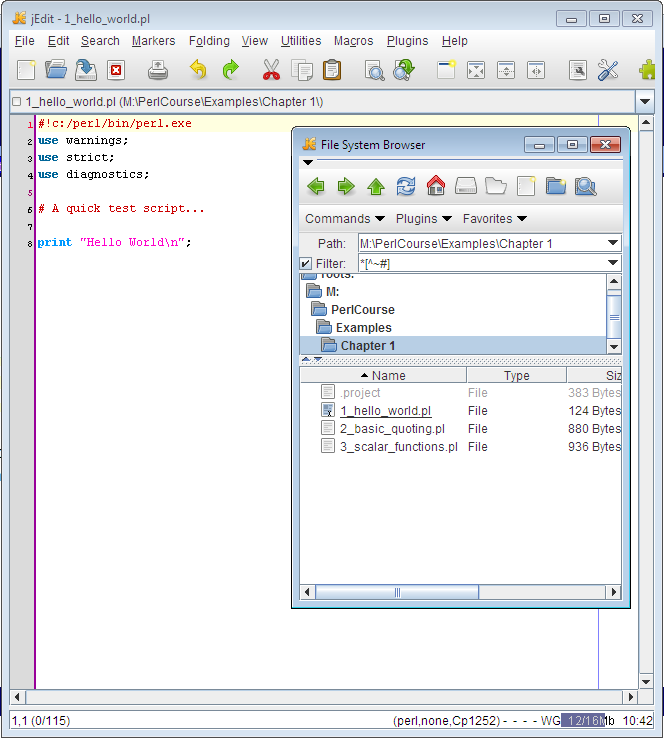 jEdit - 1_hello_world.pl
File Edit Search Markers Folding View Utilities Macros Plugins Help
1_hello_world.pl (M:\PerlCourse\Examples\Chapter 1\)
1 #!c:/perl/bin/perl.exe
2 use warnings;
3 use strict;
4 use diagnostics;
5
6 # A quick test script...
7
8 print "Hello World\n";
File System Browser
Commands Plugins Favorites
Path: M:\PerlCourse\Examples\Chapter 1
Filter: *[^~#]
roots:
M:
PerlCourse
Examples
Chapter 1
Name Type Siz
.project File 383 Bytes
1_hello_world.pl File 124 Bytes
2_basic_quoting.pl File 880 Bytes
3_scalar_functions.pl File 936 Bytes
1,1 (0/115) (perl,none,Cp1252) - - - - WG 12/16Mb 10:42